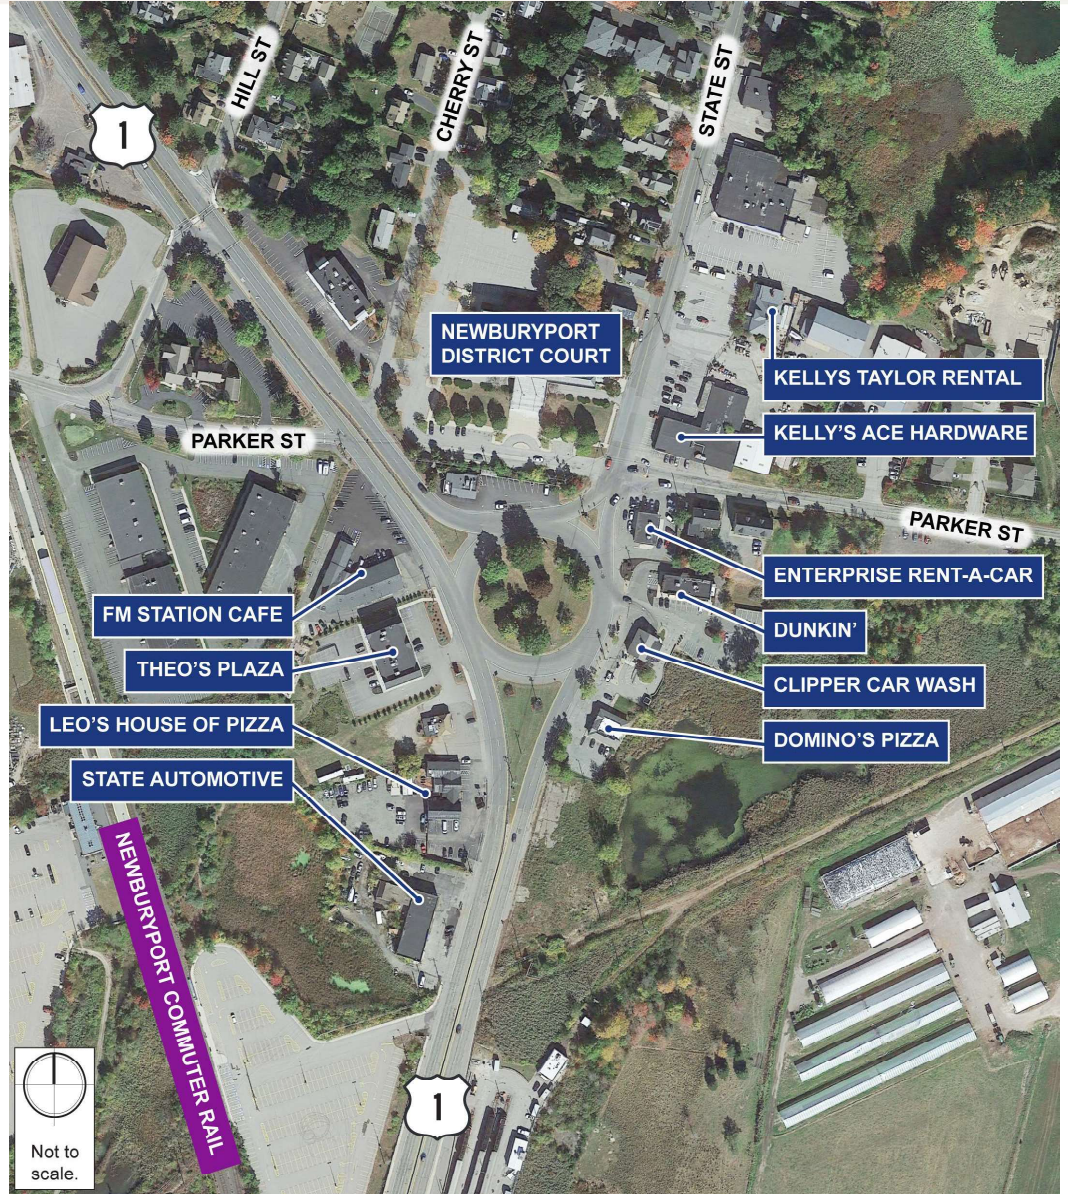 HILL ST
CHERRY ST
STATE ST
1
NEWBURYPORT
DISTRICT COURT
KELLYS TAYLOR RENTAL
KELLY'S ACE HARDWARE
PARKER ST
PARKER ST
ENTERPRISE RENT-A-CAR
FM STATION CAFE
DUNKIN'
THEO'S PLAZA
CLIPPER CAR WASH
LEO'S HOUSE OF PIZZA
DOMINO'S PIZZA
STATE AUTOMOTIVE
NEWBURYPORT COMMUTER RAIL
1
Not to
scale.